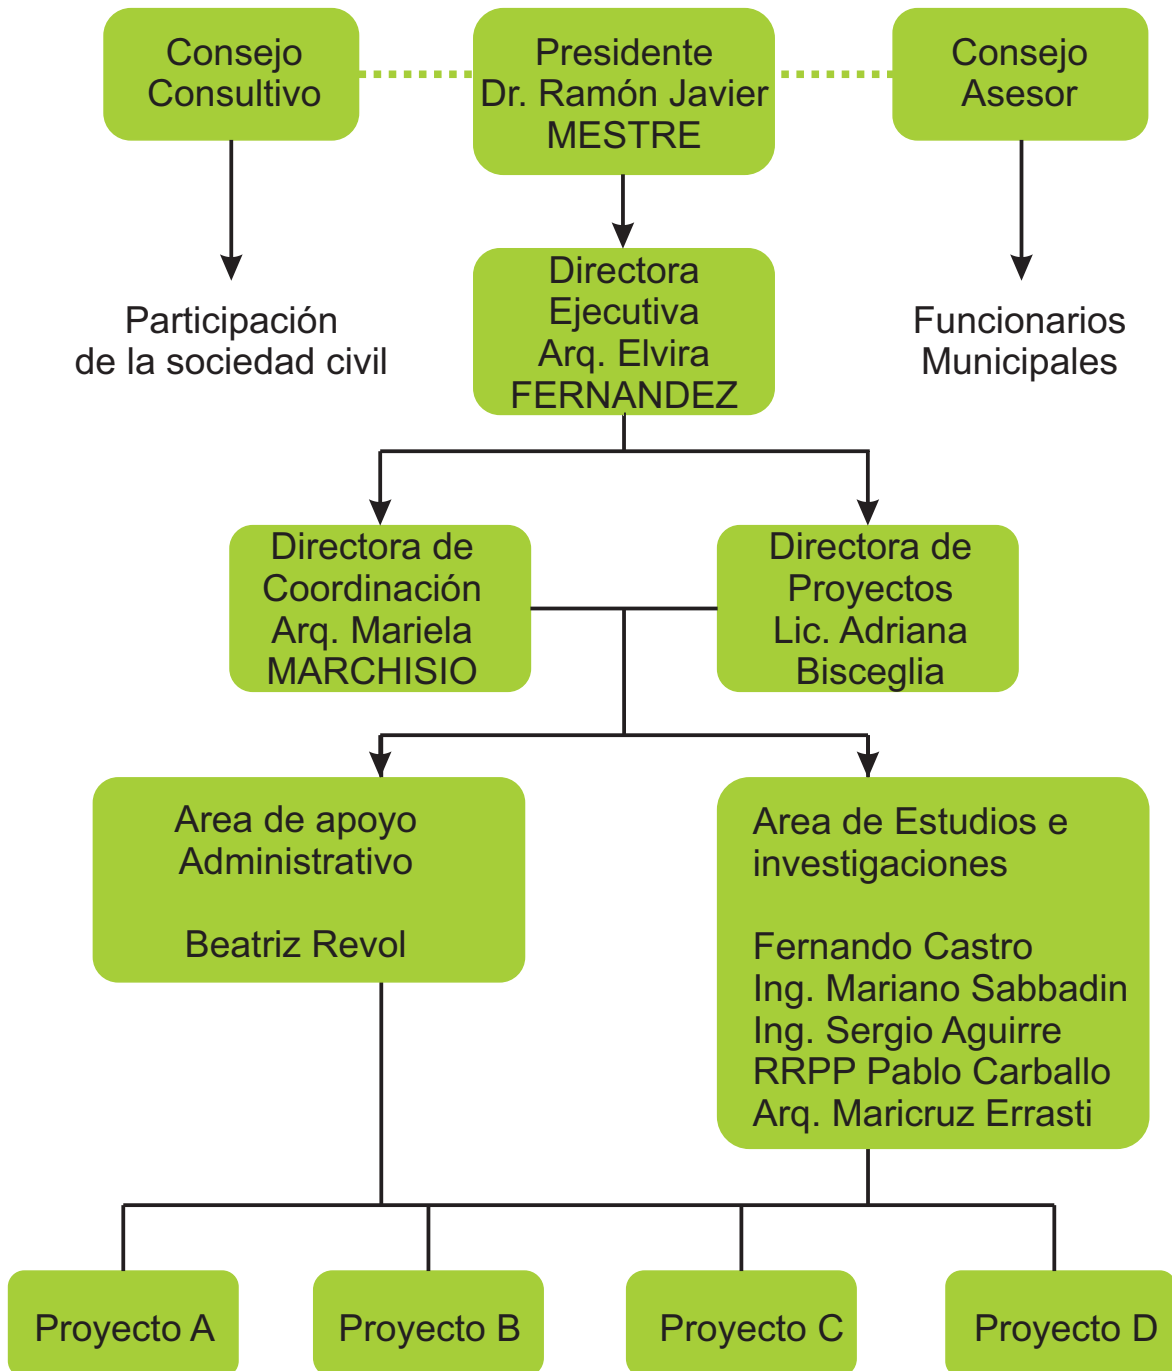 Consejo
Consultivo
Presidente
Dr. Ramón Javier
MESTRE
Consejo
Asesor
Participación
de la sociedad civil
Directora
Ejecutiva
Arq. Elvira
FERNANDEZ
Funcionarios
Municipales
Directora de
Coordinación
Arq. Mariela
MARCHISIO
Directora de
Proyectos
Lic. Adriana
Bisceglia
Area de apoyo
Administrativo
Beatriz Revol
Area de Estudios e
investigaciones
Fernando Castro
Ing. Mariano Sabbadin
Ing. Sergio Aguirre
RRPP Pablo Carballo
Arq. Maricruz Errasti
Proyecto A
Proyecto B
Proyecto C
Proyecto D